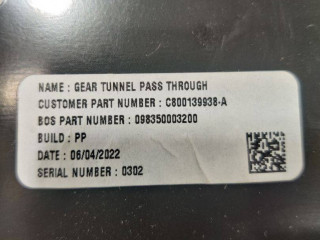 NAME : GEAR TUNNEL PASS THROUGH
CUSTOMER PART NUMBER : C800139938-A
BOS PART NUMBER : 098350003200
BUILD : PP
DATE : 06/04/2022
SERIAL NUMBER : 0302